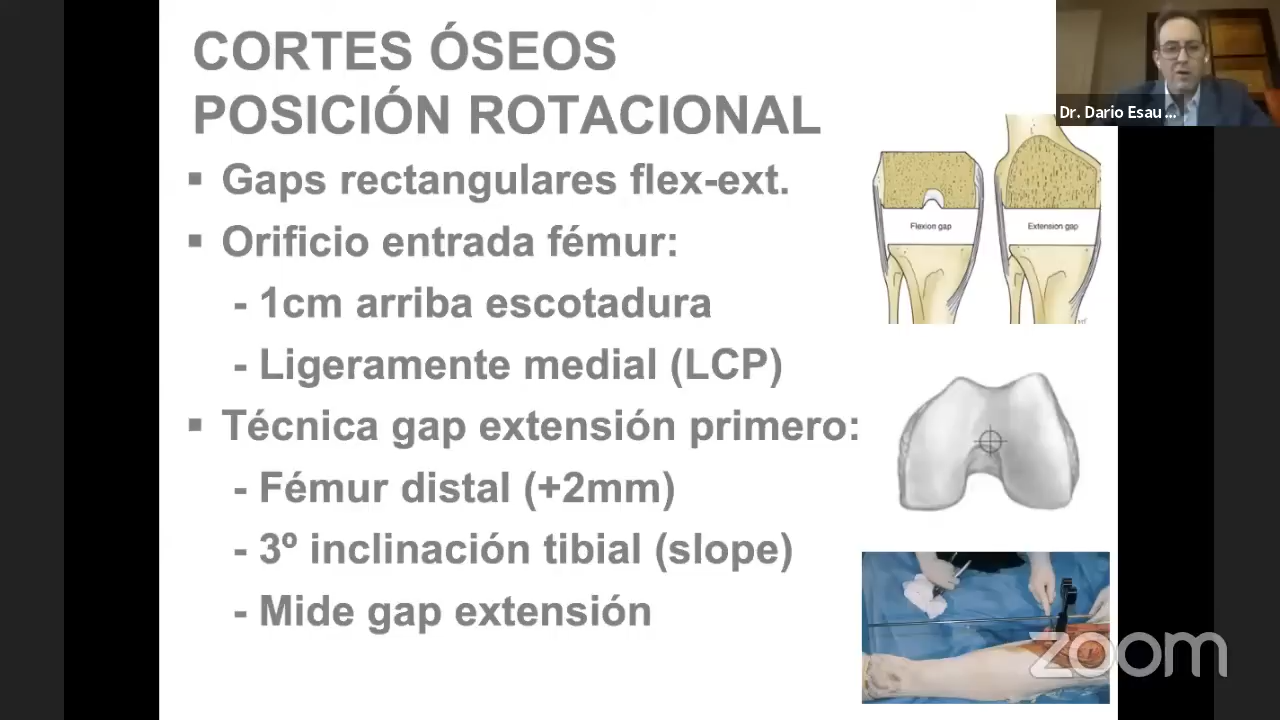 CORTES ÓSEOS
POSICIÓN ROTACIONAL
▪ Gaps rectangulares flex-ext.
▪ Orificio entrada fémur:
- 1cm arriba escotadura
- Ligeramente medial (LCP)
▪ Técnica gap extensión primero:
- Fémur distal (+2mm)
- 3º inclinación tibial (slope)
- Mide gap extensión
Dr. Dario Esau ...
Flexion gap
Extension gap
zoom